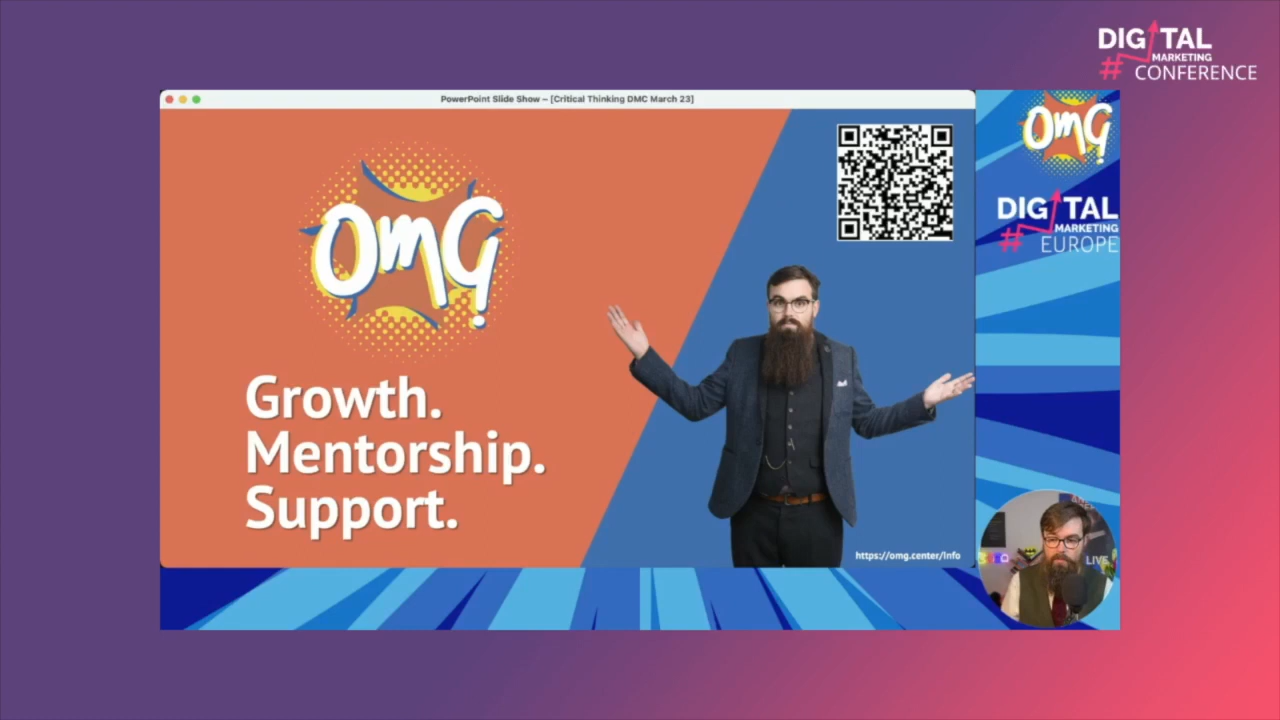 DIGITAL
MARKETING
#CONFERENCE
PowerPoint Slide Show – [Critical Thinking DMC March 23]
OMG
DIGITAL
MARKETING
# EUROPE
OMG
Growth.
Mentorship.
Support.
https://omg.center/info
LIVE